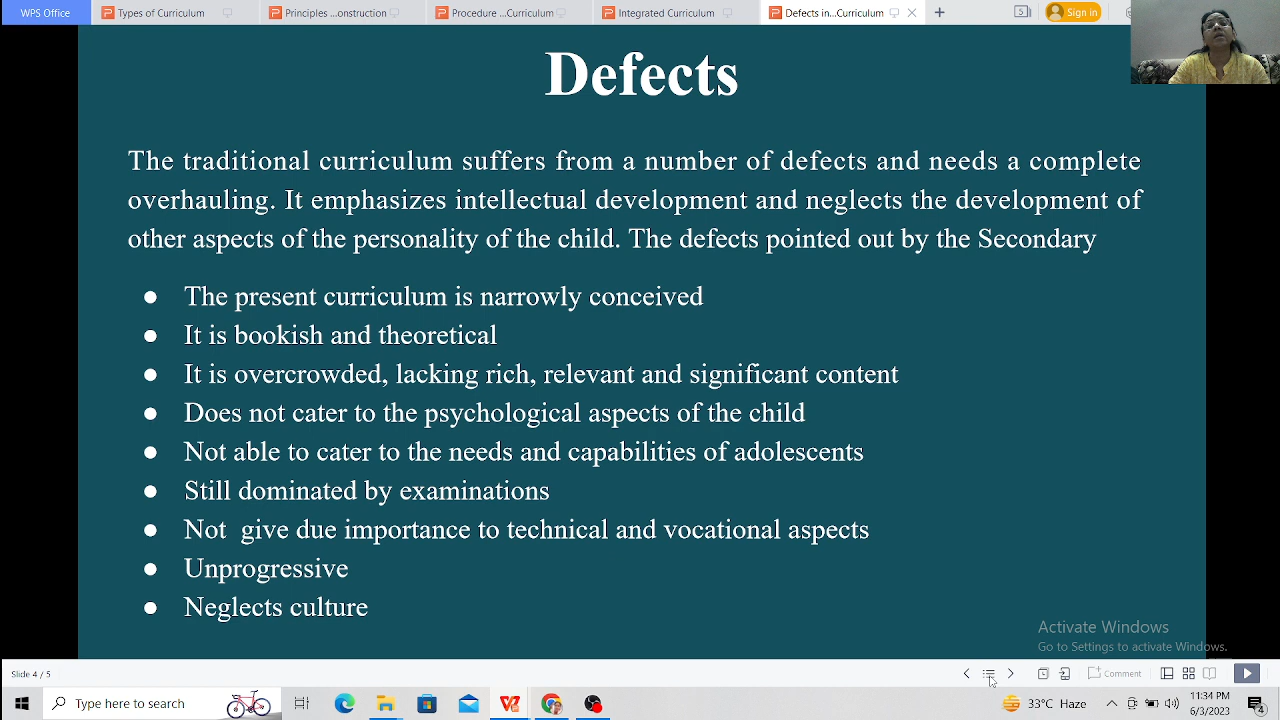 WPS Office
Types of Curriculum
Principles ...urriculum
Procedure ...Curriculum
Integrated Curriculum
Defects in...Curriculum
Sign in
Defects
The traditional curriculum suffers from a number of defects and needs a complete
overhauling. It emphasizes intellectual development and neglects the development of
other aspects of the personality of the child. The defects pointed out by the Secondary
● The present curriculum is narrowly conceived
● It is bookish and theoretical
● It is overcrowded, lacking rich, relevant and significant content
● Does not cater to the psychological aspects of the child
● Not able to cater to the needs and capabilities of adolescents
● Still dominated by examinations
● Not give due importance to technical and vocational aspects
● Unprogressive
● Neglects culture
Activate Windows
Go to Settings to activate Windows.
Slide 4 / 5
Comment
Type here to search
33°C Haze
11:34 PM
6/3/2023
4